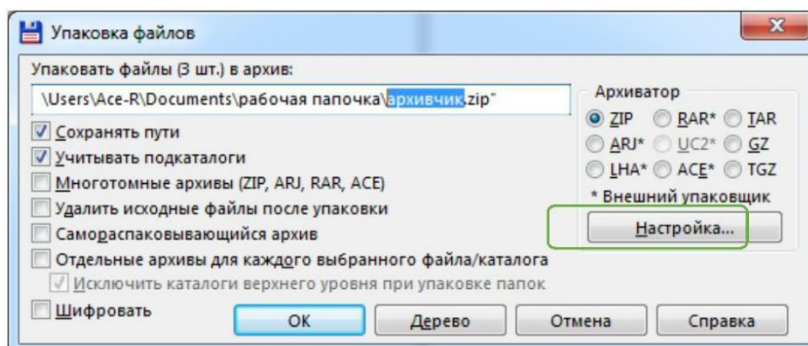 Упаковка файлов
Упаковать файлы (3 шт.) в архив:
\Users\Ace-R\Documents\рабочая папочка\архивчик.zip"
Сохранять пути
Учитывать подкаталоги
Многотомные архивы (ZIP, ARJ, RAR, ACE)
Удалить исходные файлы после упаковки
Самораспаковывающийся архив
Отдельные архивы для каждого выбранного файла/каталога
Исключить каталоги верхнего уровня при упаковке папок
Шифровать
Архиватор
ZIP RAR* TAR
ARJ* UC2* GZ
LHA* ACE* TGZ
* Внешний упаковщик
Настройка...
OK Дерево Отмена Справка